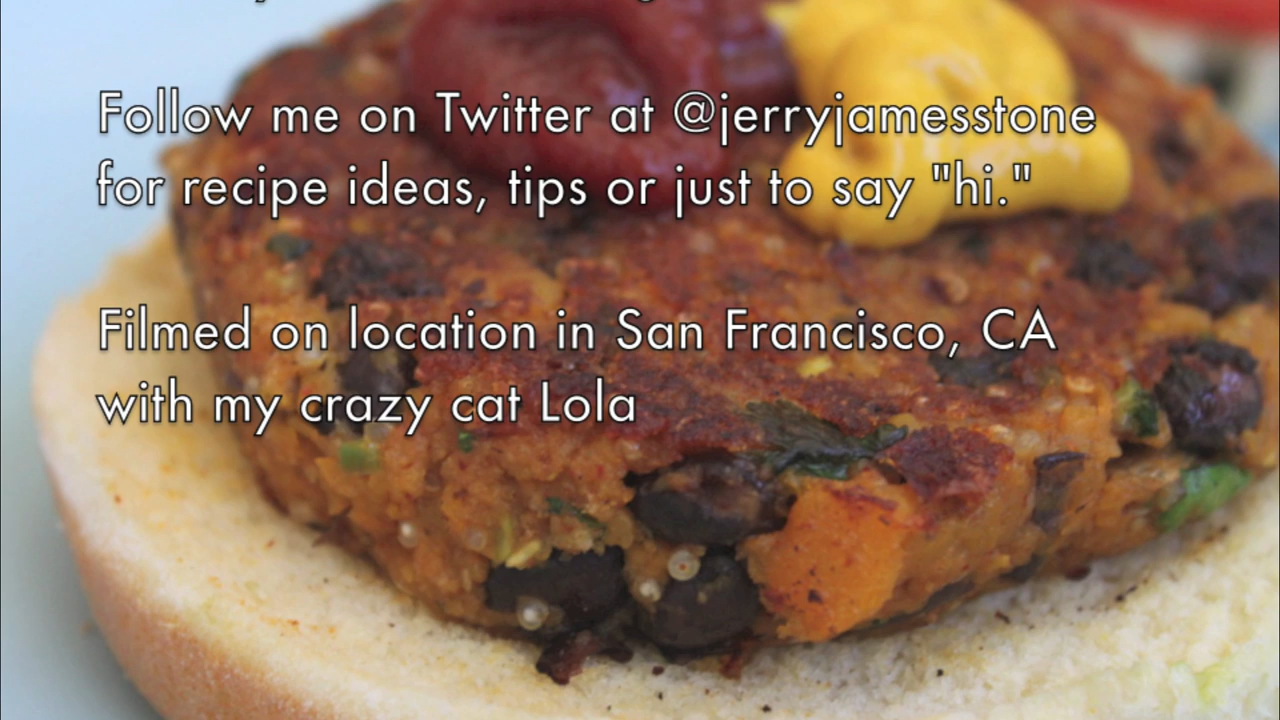 Follow me on Twitter at @jerryjamesstone
for recipe ideas, tips or just to say "hi."
Filmed on location in San Francisco, CA
with my crazy cat Lola